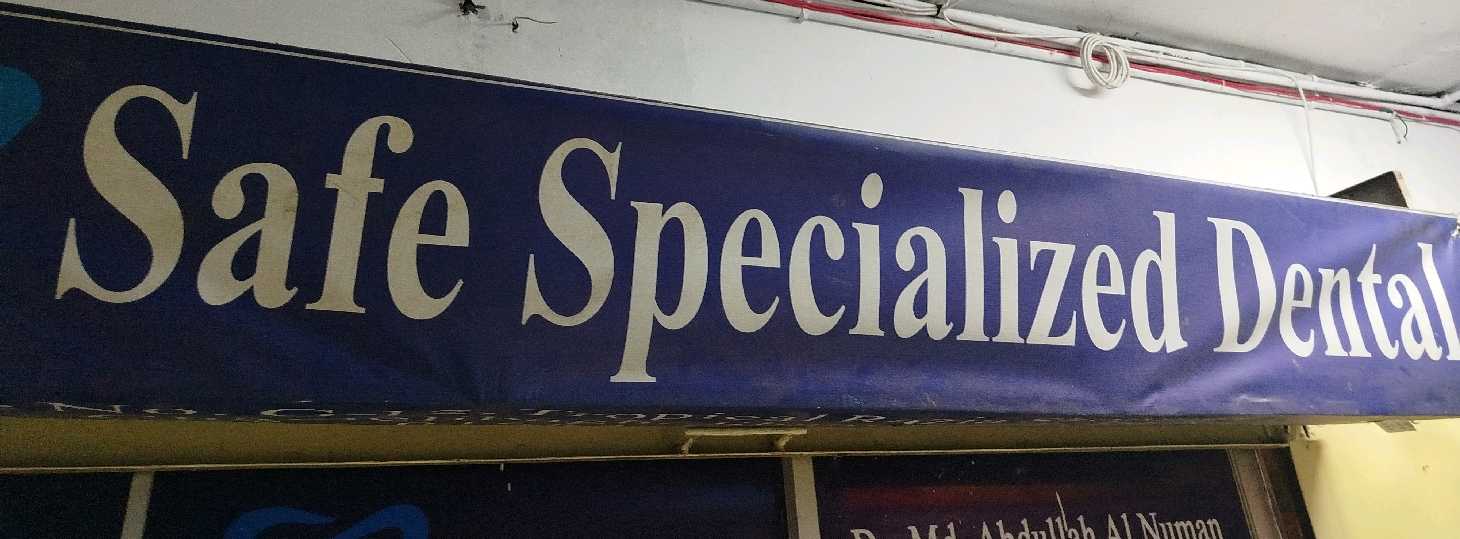 Safe Specialized Dental
Dr. Md. Abdullah Al Numan